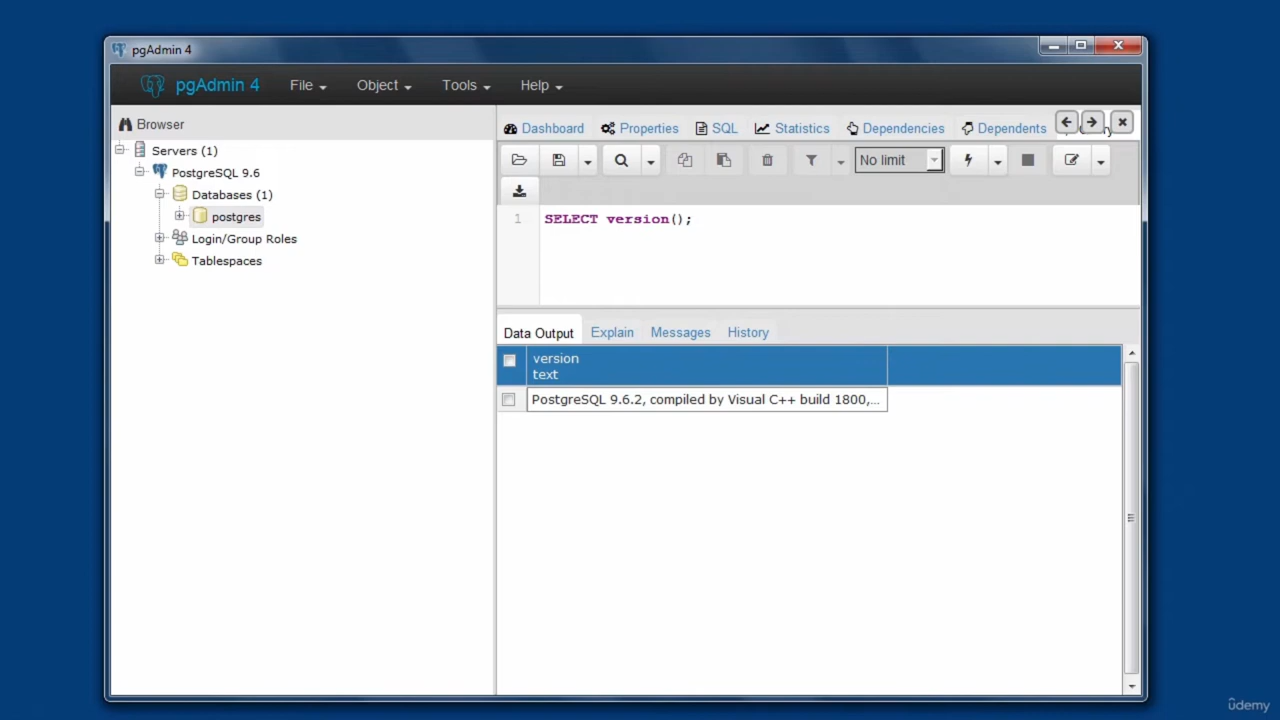 pgAdmin 4
pgAdmin 4 File Object Tools Help
Browser
Servers (1)
PostgreSQL 9.6
Databases (1)
postgres
Login/Group Roles
Tablespaces
Dashboard Properties SQL Statistics Dependencies Dependents
No limit
1 SELECT version();
Data Output Explain Messages History
version
text
PostgreSQL 9.6.2, compiled by Visual C++ build 1800,...
ûdemy